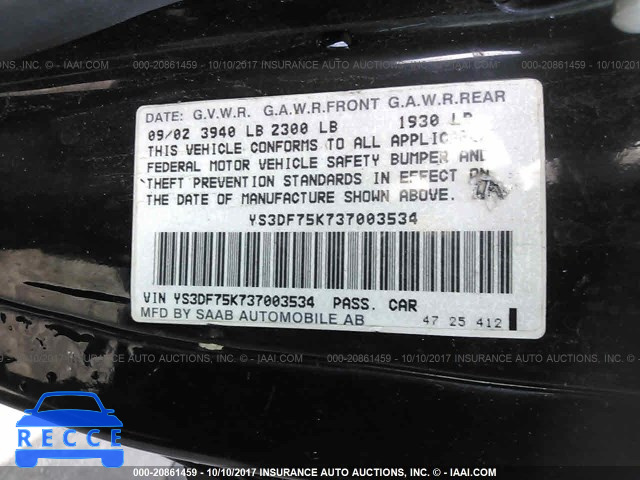 000-20861459 - 10/10/2017 INSURANCE AUTO AUCTIONS, INC. - ©IAAI.COM
DATE: G.V.W.R. G.A.W.R.FRONT G.A.W.R.REAR
09/02 3940 LB 2300 LB 1930 LB
THIS VEHICLE CONFORMS TO ALL
FEDERAL MOTOR VEHICLE SAFETY BUMPER AND
THEFT PREVENTION STANDARDS IN EFFECT ON
THE DATE OF MANUFACTURE SHOWN ABOVE.
YS3DF75K737003534
VIN YS3DF75K737003534 PASS. CAR
MFD BY SAAB AUTOMOBILE AB 47 25 412
000-20861459 - 10/10/2017 INSURANCE AUTO AUCTIONS, INC. - ©IAAI.COM
000-20861459 - 10/10/2017 INSURANCE AUTO AUCTIONS, INC. - WWW.IAAI.COM